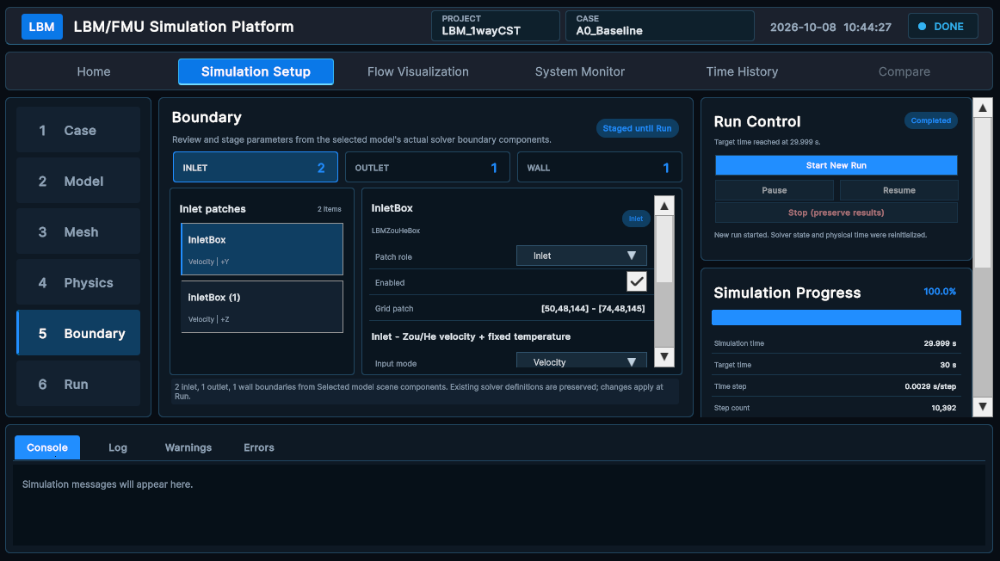 LBM
LBM/FMU Simulation Platform
PROJECT
LBM_1wayCST
CASE
A0_Baseline
2026-10-08 10:44:27
DONE
Home
Simulation Setup
Flow Visualization
System Monitor
Time History
Compare
1 Case
2 Model
3 Mesh
4 Physics
5 Boundary
6 Run
Boundary
Review and stage parameters from the selected model's actual solver boundary components.
Staged until Run
INLET 2
OUTLET 1
WALL 1
Inlet patches
2 items
InletBox
Velocity | +Y
InletBox (1)
Velocity | +Z
InletBox
Inlet
LBMZouHeBox
Patch role
Inlet
Enabled
Grid patch
[50,48,144] - [74,48,145]
Inlet - Zou/He velocity + fixed temperature
Input mode
Velocity
2 inlet, 1 outlet, 1 wall boundaries from Selected model scene components. Existing solver definitions are preserved; changes apply at
Run.
Run Control
Completed
Target time reached at 29.999 s.
Start New Run
Pause
Resume
Stop (preserve results)
New run started. Solver state and physical time were reinitialized.
Simulation Progress
100.0%
Simulation time 29.999 s
Target time 30 s
Time step 0.0029 s/step
Step count 10,392
Console
Log
Warnings
Errors
Simulation messages will appear here.